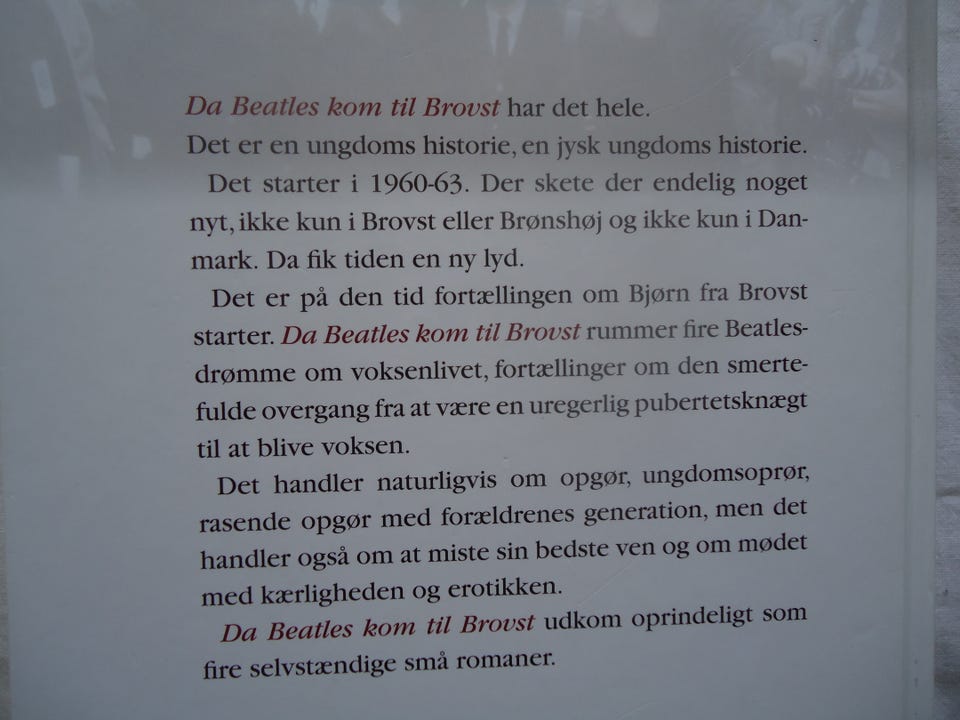 Da Beatles kom til Brovst har det hele.
Det er en ungdoms historie, en jysk ungdoms historie.
Det starter i 1960-63. Der skete der endelig noget
nyt, ikke kun i Brovst eller Brønshøj og ikke kun i Dan-
mark. Da fik tiden en ny lyd.
Det er på den tid fortællingen om Bjørn fra Brovst
starter. Da Beatles kom til Brovst rummer fire Beatles-
drømme om voksenlivet, fortællinger om den smerte-
fulde overgang fra at være en uregerlig pubertetsknægt
til at blive voksen.
Det handler naturligvis om opgør, ungdomsoprør,
rasende opgør med forældrenes generation, men det
handler også om at miste sin bedste ven og om mødet
med kærligheden og erotikken.
Da Beatles kom til Brovst udkom oprindeligt som
fire selvstændige små romaner.